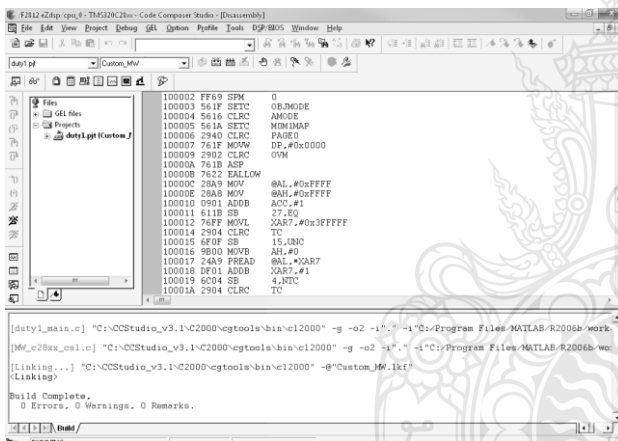 /F2812 eZdsp/cpu_0 - TMS320C28xx - Code Composer Studio - [Disassembly]
File Edit View Project Debug GEL Option Profile Tools DSP/BIOS Window Help
duty1.pjt Custom_MW
Files
GEL files
Projects
duty1.pjt (Custom_M
100002 FF69 SPM 0
100003 561F SETC OBJMODE
100004 5616 CLRC AMODE
100005 561A SETC M0M1MAP
100006 2940 CLRC PAGE0
100007 761F MOVW DP,#0x0000
100009 2902 CLRC OVM
10000A 761B ASP
10000B 7622 EALLOW
10000C 28A9 MOV @AL,#0xFFFF
10000E 28A8 MOV @AH,#0xFFFF
100010 0901 ADDB ACC,#1
100011 611B SB 27,EQ
100012 76FF MOVL XAR7,#0x3FFFFF
100014 2904 CLRC TC
100015 6F0F SB 15,UNC
100016 9B00 MOVB AH,#0
100017 24A9 PREAD @AL,*XAR7
100018 DF01 ADDB XAR7,#1
100019 6C04 SB 4,NTC
10001A 2904 CLRC TC
[duty1_main.c] "C:\CCStudio_v3.1\C2000\cgtools\bin\cl2000" -g -o2 -i"." -i"C:/Program Files/MATLAB/R2006b/work
[MW_c28xx_csl.c] "C:\CCStudio_v3.1\C2000\cgtools\bin\cl2000" -g -o2 -i"." -i"C:/Program Files/MATLAB/R2006b/wo
[Linking...] "C:\CCStudio_v3.1\C2000\cgtools\bin\cl2000" -@"Custom_MW.lkf"
<Linking>
Build Complete,
0 Errors, 0 Warnings, 0 Remarks.
Build